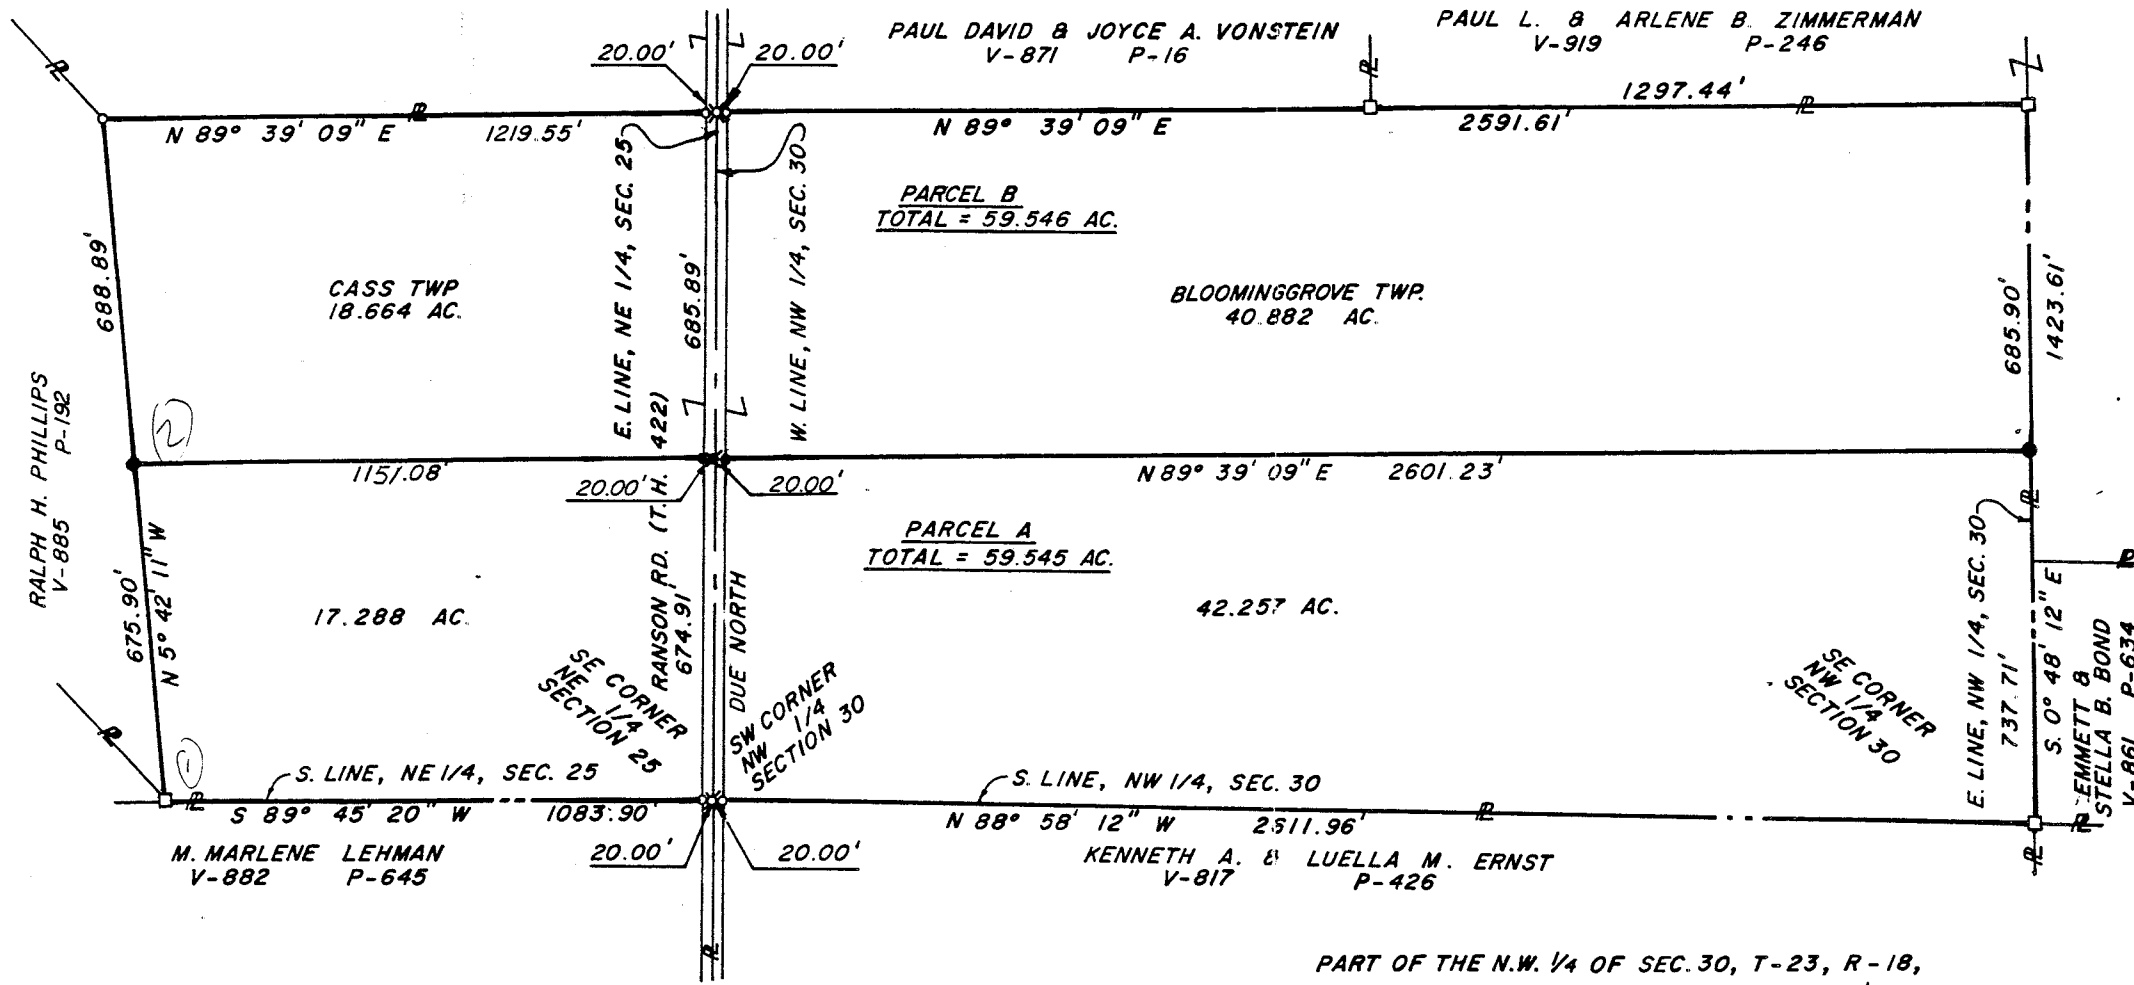 PAUL DAVID & JOYCE A. VONSTEIN
V-871 P-16
PAUL L. & ARLENE B. ZIMMERMAN
V-919 P-246
20.00'
20.00'
1297.44'
N 89° 39' 09" E 1219.55'
N 89° 39' 09" E 2591.61'
E. LINE, NE 1/4, SEC. 25
W. LINE, NW 1/4, SEC. 30
PARCEL B
TOTAL = 59.546 AC.
688.89'
CASS TWP
18.664 AC.
685.89'
BLOOMINGGROVE TWP.
40.882 AC.
685.90'
1423.61'
RALPH H. PHILLIPS
V-885 P-192
2
1151.08'
20.00'
20.00'
N 89° 39' 09" E 2601.23'
RANSON RD. (T.H. 422)
674.91'
DUE NORTH
PARCEL A
TOTAL = 59.545 AC.
675.90'
N 5° 42' 11" W
17.288 AC.
42.257 AC.
E. LINE, NW 1/4, SEC. 30
737.71'
S. 0° 48' 12" E
EMMETT &
STELLA B. BOND
V-861 P-634
SE CORNER
NE 1/4
SECTION 25
SW CORNER
NW 1/4
SECTION 30
SE CORNER
NW 1/4
SECTION 30
1
S. LINE, NE 1/4, SEC. 25
S 89° 45' 20" W 1083.90'
S. LINE, NW 1/4, SEC. 30
N 88° 58' 12" W 2611.96'
M. MARLENE LEHMAN
V-882 P-645
20.00'
20.00'
KENNETH A. & LUELLA M. ERNST
V-817 P-426
PART OF THE N.W. 1/4 OF SEC. 30, T-23, R-18,